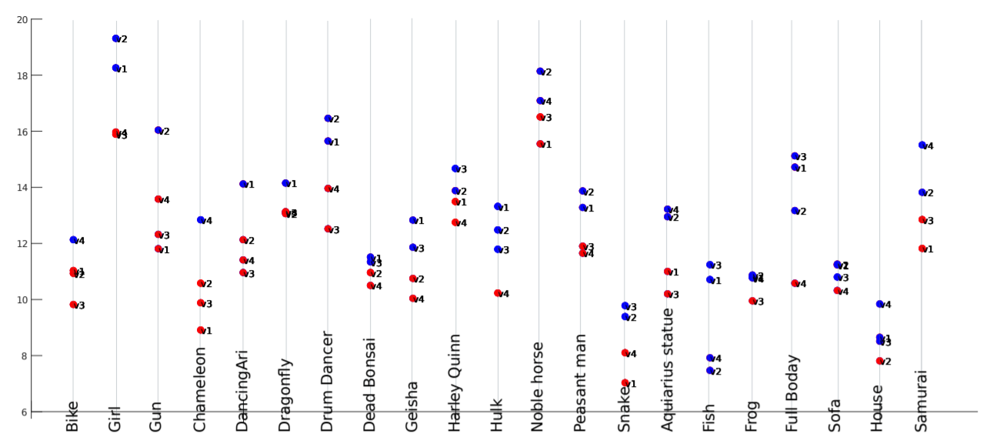 20
18
16
14
12
10
8
6
v4
v1
v2
v3
Bike
v2
v1
v4
v3
Girl
v2
v4
v3
v1
Gun
v4
v2
v3
v1
Chameleon
v1
v2
v4
v3
DancingAri
v1
v2
Dragonfly
v2
v1
v4
v3
Drum Dancer
v1
v3
v2
v4
Dead Bonsai
v1
v3
v2
v4
Geisha
v3
v2
v1
v4
Harley Quinn
v1
v2
v3
v4
Hulk
v2
v4
v3
v1
Noble horse
v2
v1
v3
v4
Peasant man
v3
v2
v4
v1
Snake
v4
v2
v1
v3
Aquiarius statue
v3
v1
v4
v2
Fish
v2
v4
v3
Frog
v3
v1
v2
v4
Full Boday
v2
v3
v4
Sofa
v4
v1
v3
v2
House
v4
v2
v3
v1
Samurai